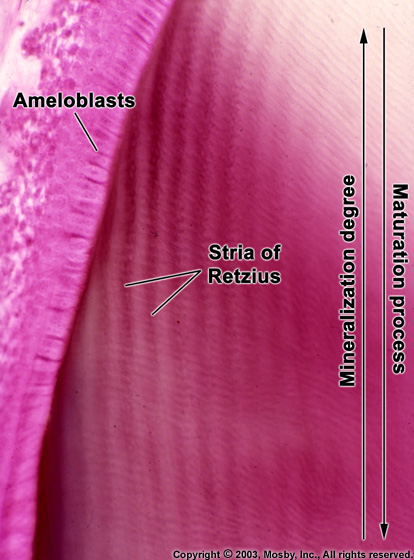 Ameloblasts
Stria of
Retzius
Mineralization degree
Maturation process
Copyright © 2003, Mosby, Inc., All rights reserved.